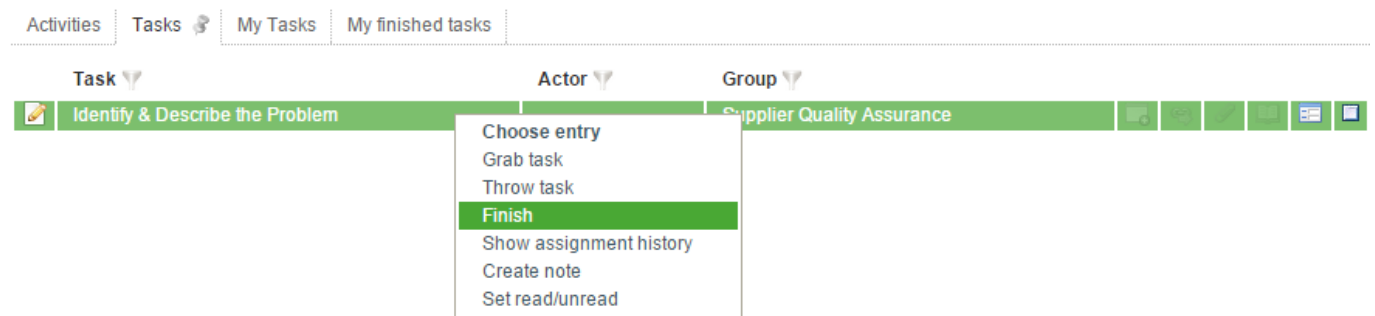 Activities Tasks My Tasks My finished tasks
Task Actor Group
Identify & Describe the Problem Supplier Quality Assurance
Choose entry
Grab task
Throw task
Finish
Show assignment history
Create note
Set read/unread